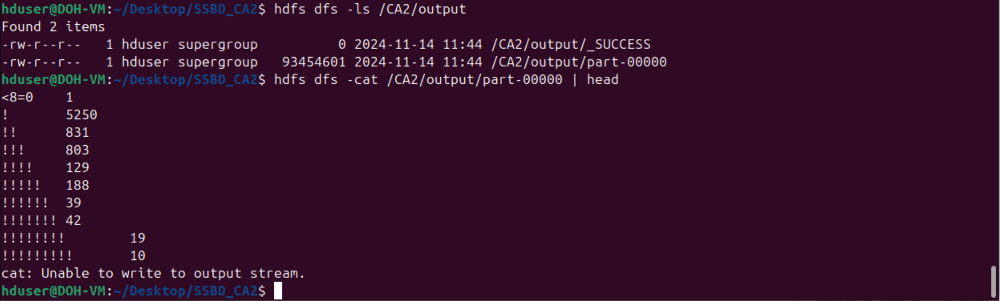 hduser@DOH-VM:~/Desktop/SSBD_CA2$ hdfs dfs -ls /CA2/output
Found 2 items
-rw-r--r--   1 hduser supergroup          0 2024-11-14 11:44 /CA2/output/_SUCCESS
-rw-r--r--   1 hduser supergroup   93454601 2024-11-14 11:44 /CA2/output/part-00000
hduser@DOH-VM:~/Desktop/SSBD_CA2$ hdfs dfs -cat /CA2/output/part-00000 | head
<8=0    1
!       5250
!!      831
!!!     803
!!!!    129
!!!!!   188
!!!!!!  39
!!!!!!! 42
!!!!!!!!        19
!!!!!!!!!       10
cat: Unable to write to output stream.
hduser@DOH-VM:~/Desktop/SSBD_CA2$